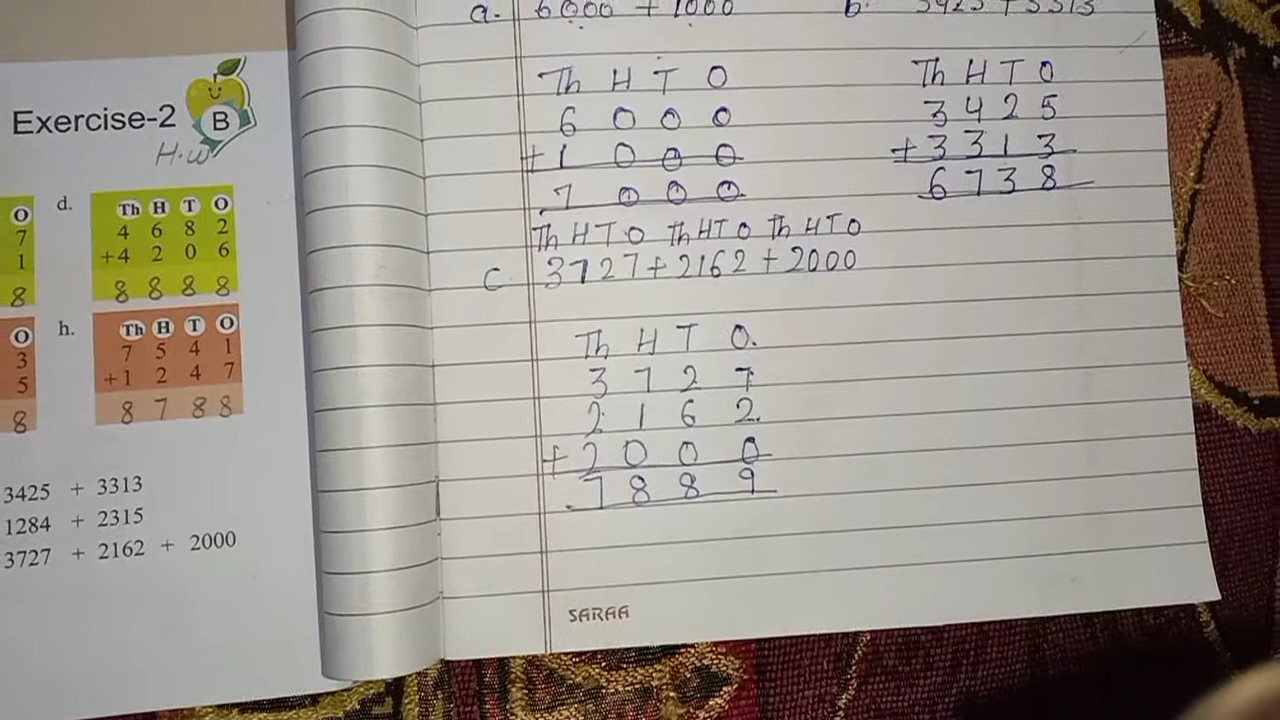 Exercise-2 B
H.W
O
7
1
8
d.
Th H T O
4 6 8 2
+4 2 0 6
8 8 8 8
O
3
5
8
h.
Th H T O
7 5 4 1
+1 2 4 7
8 7 8 8
3425 + 3313
1284 + 2315
3727 + 2162 + 2000
a. 6000 + 1000
b. 3425 + 3313
Th H T O
6 0 0 0
+1 0 0 0
7 0 0 0
Th H T O
3 4 2 5
+3 3 1 3
6 7 3 8
Th H T O Th H T O Th H T O
c. 3727 + 2162 + 2000
Th H T O.
3 7 2 7
2 1 6 2
+2 0 0 0
7 8 8 9
SARAA